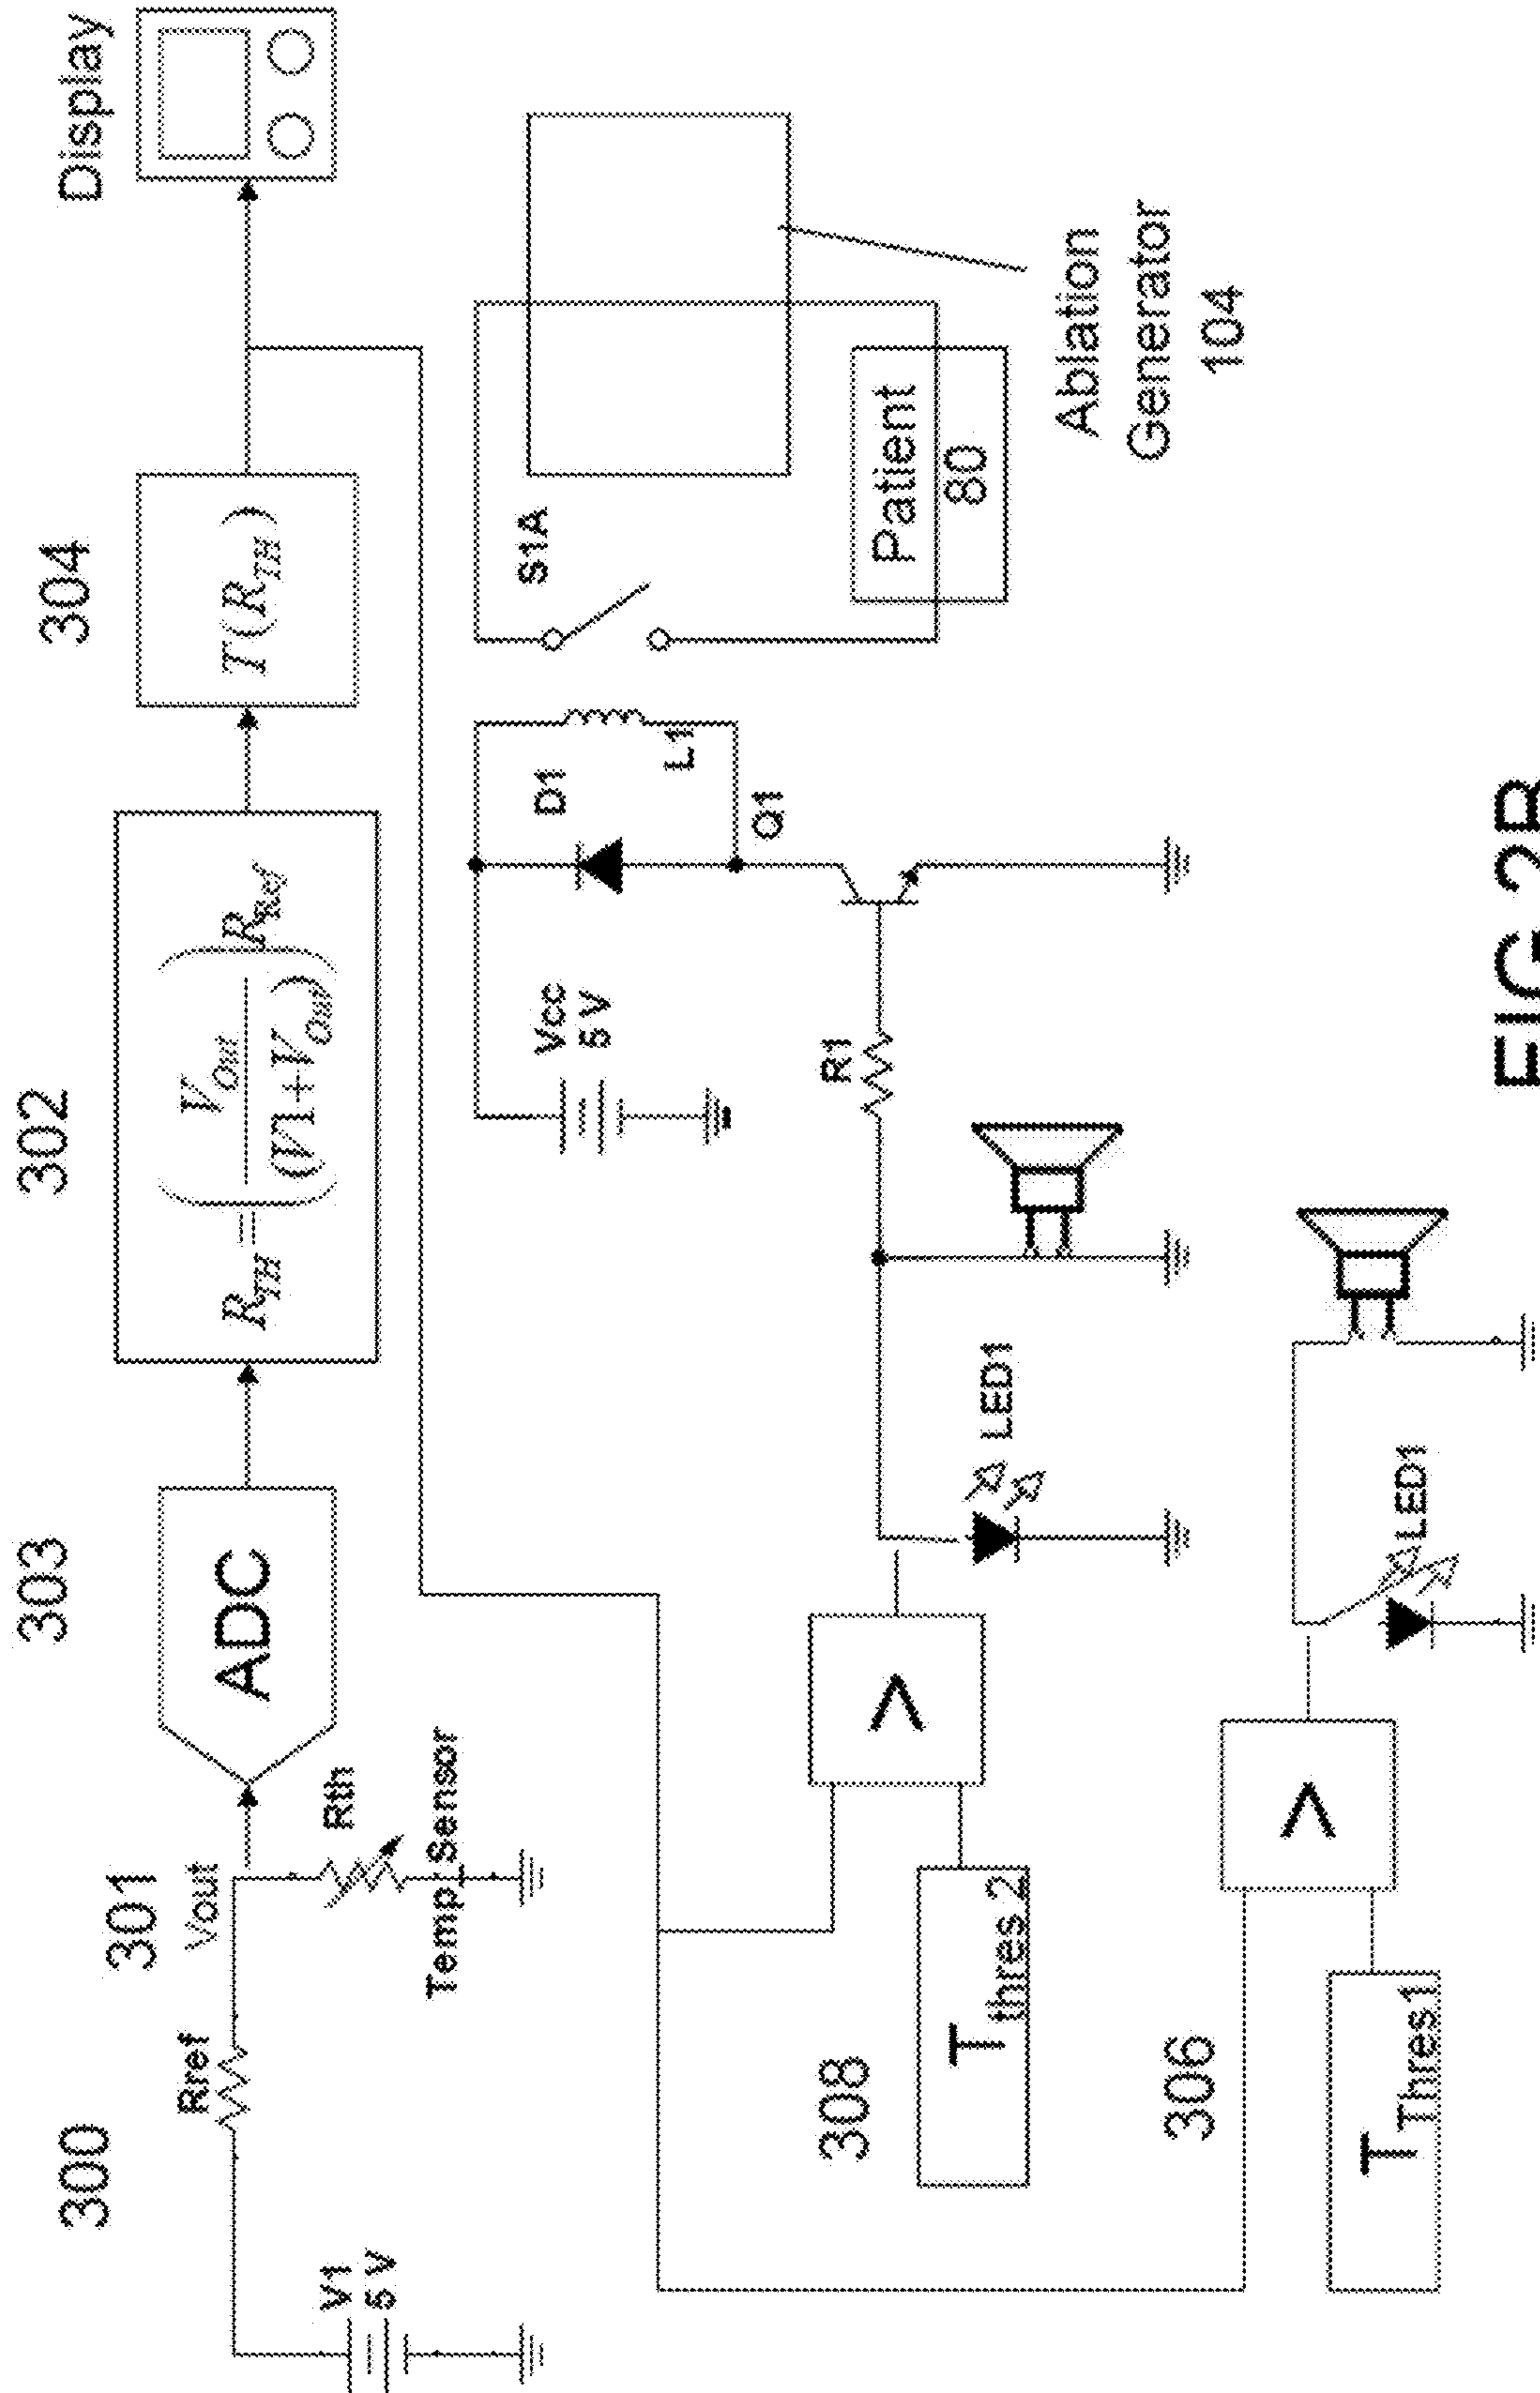 300
301
303
302
304
Display
Rref
Vout
ADC
R_TH = ( V_Out / (V1+V_Out) ) R_Ref
T(R_TH)
V1
5 V
Rth
Temp Sensor
Vcc
5 V
D1
L1
S1A
Q1
Patient
80
Ablation
Generator
104
R1
308
T thres 2
>
LED1
306
T Thres1
>
LED1
FIG 2B